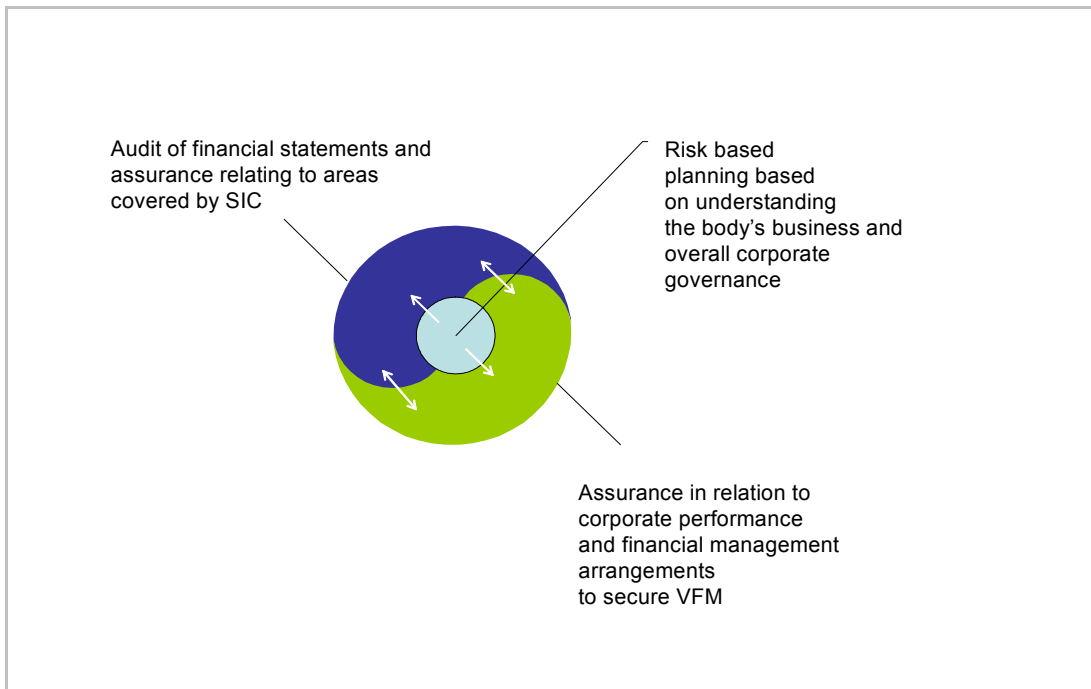 Audit of financial statements and
assurance relating to areas
covered by SIC
Risk based
planning based
on understanding
the body’s business and
overall corporate
governance
Assurance in relation to
corporate performance
and financial management
arrangements
to secure VFM